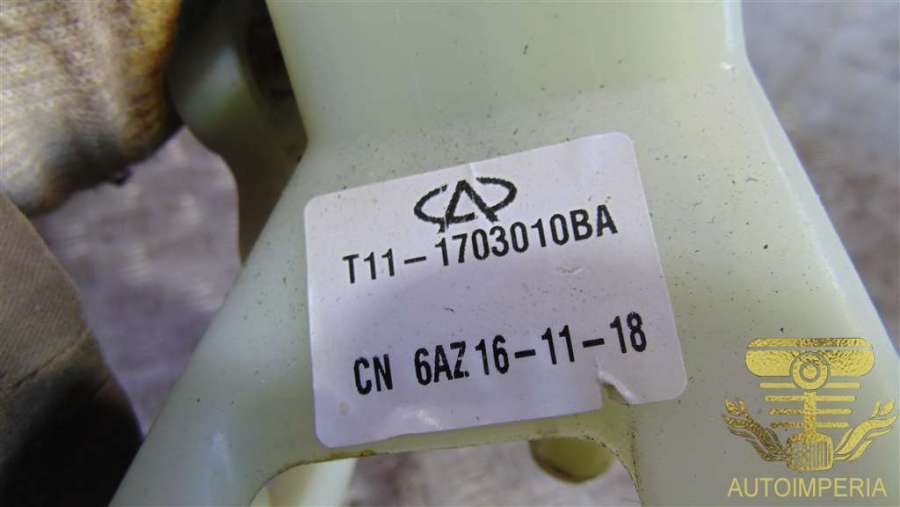 T11-1703010BA
CN 6AZ 16-11-18
AUTOIMPERIA